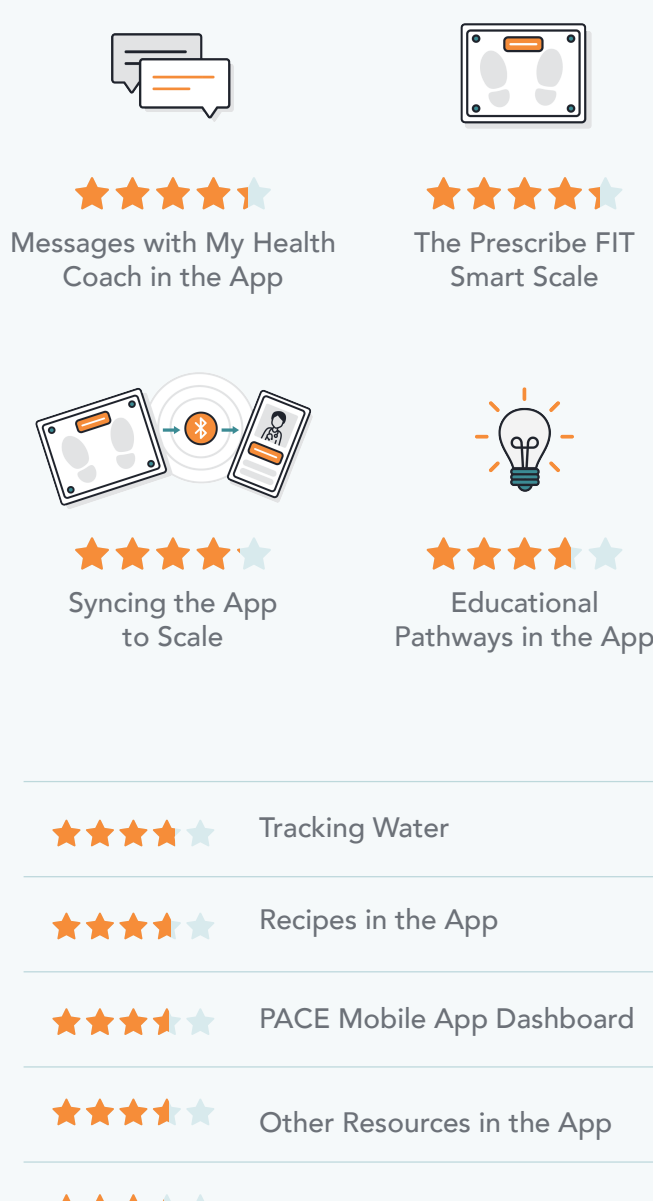 Messages with My Health
Coach in the App
The Prescribe FIT
Smart Scale
Syncing the App
to Scale
Educational
Pathways in the App
Tracking Water
Recipes in the App
PACE Mobile App Dashboard
Other Resources in the App